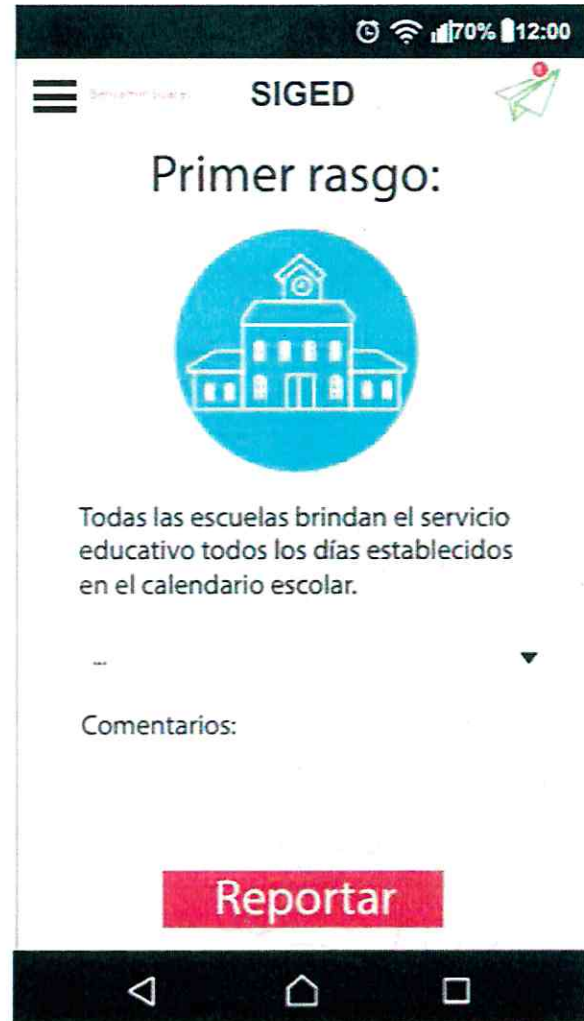 70% 12:00
SIGED
1
Primer rasgo:
Todas las escuelas brindan el servicio
educativo todos los días establecidos
en el calendario escolar.
...
Comentarios:
Reportar